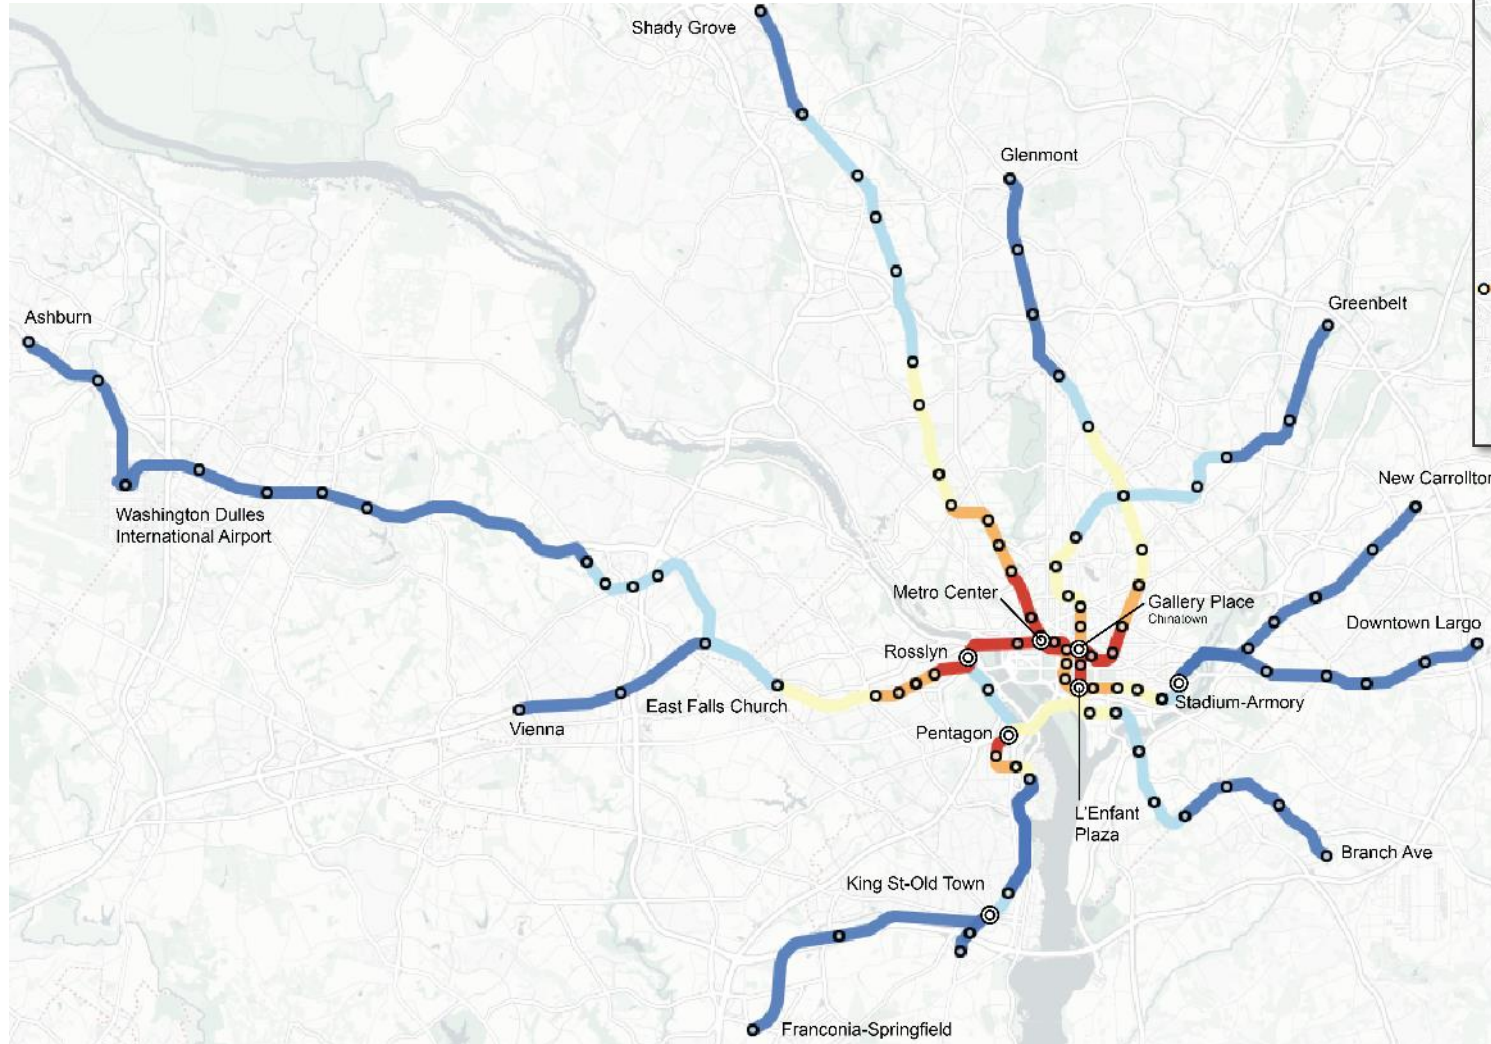 Shady Grove
Glenmont
Ashburn
Greenbelt
New Carrollton
Washington Dulles
International Airport
Metro Center
Gallery Place
Chinatown
Downtown Largo
Rosslyn
East Falls Church
Stadium-Armory
Vienna
Pentagon
L'Enfant
Plaza
Branch Ave
King St-Old Town
Franconia-Springfield